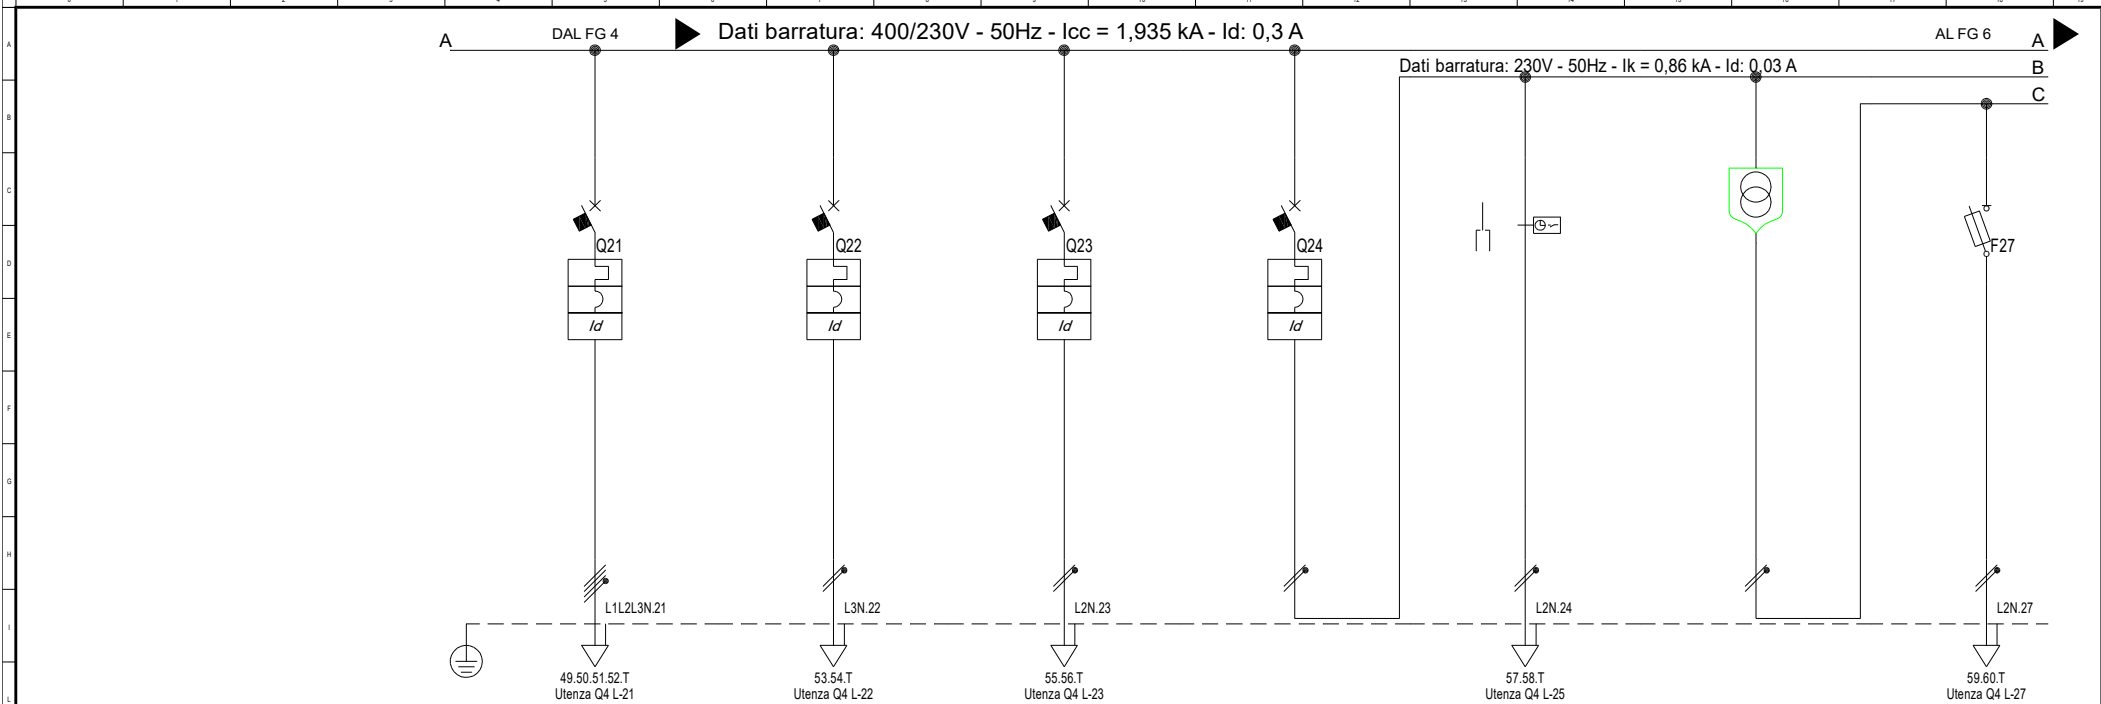 A
DAL FG 4
Dati barratura: 400/230V - 50Hz - Icc = 1,935 kA - Id: 0,3 A
AL FG 6
A
Dati barratura: 230V - 50Hz - Ik = 0,86 kA - Id: 0,03 A
B
C
Q21
Q22
Q23
Q24
F27
Id
Id
Id
Id
L1L2L3N.21
L3N.22
L2N.23
L2N.24
L2N.27
49.50.51.52.T
Utenza Q4 L-21
53.54.T
Utenza Q4 L-22
55.56.T
Utenza Q4 L-23
57.58.T
Utenza Q4 L-25
59.60.T
Utenza Q4 L-27
A
B
C
D
E
F
G
H
I
L